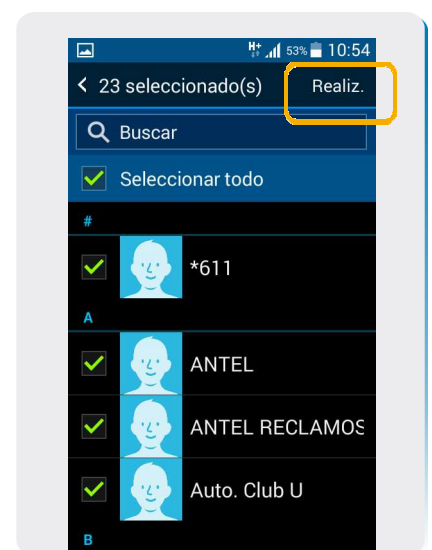 H+ 53% 10:54
23 seleccionado(s) Realiz.
Buscar
Seleccionar todo
#
*611
A
ANTEL
ANTEL RECLAMOS
Auto. Club U
B